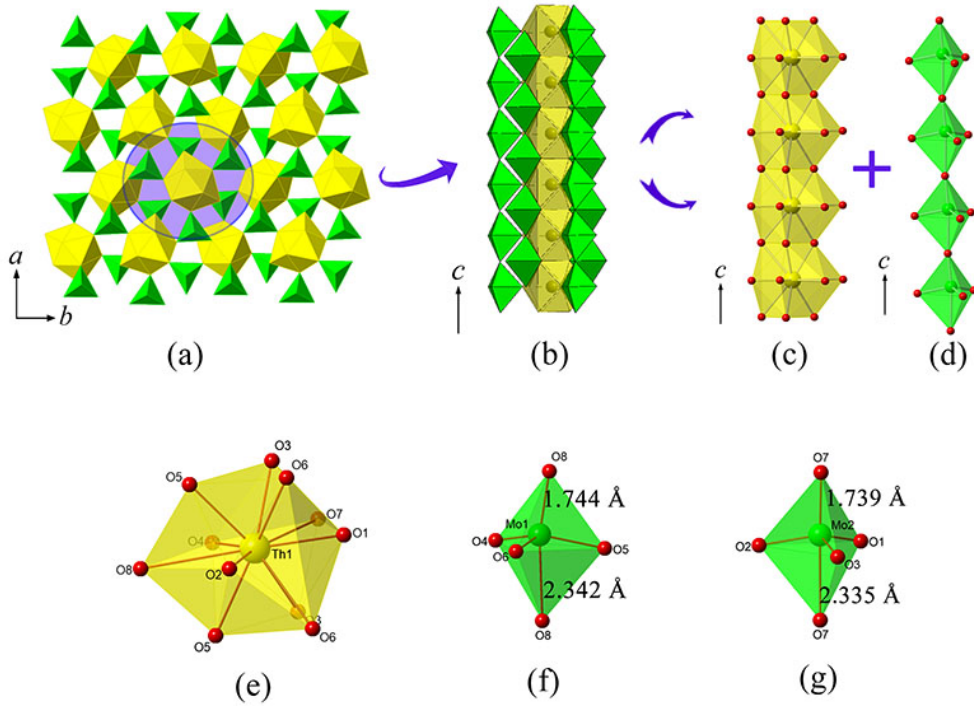 a
b
(a)
c
(b)
c
(c)
c
(d)
O3
O6
O5
O7
O1
O4
Th1
O8
O2
O3
O5
O6
(e)
O8
1.744 Å
Mo1
O4
O6
O5
2.342 Å
O8
(f)
O7
1.739 Å
Mo2
O2
O1
O3
2.335 Å
O7
(g)